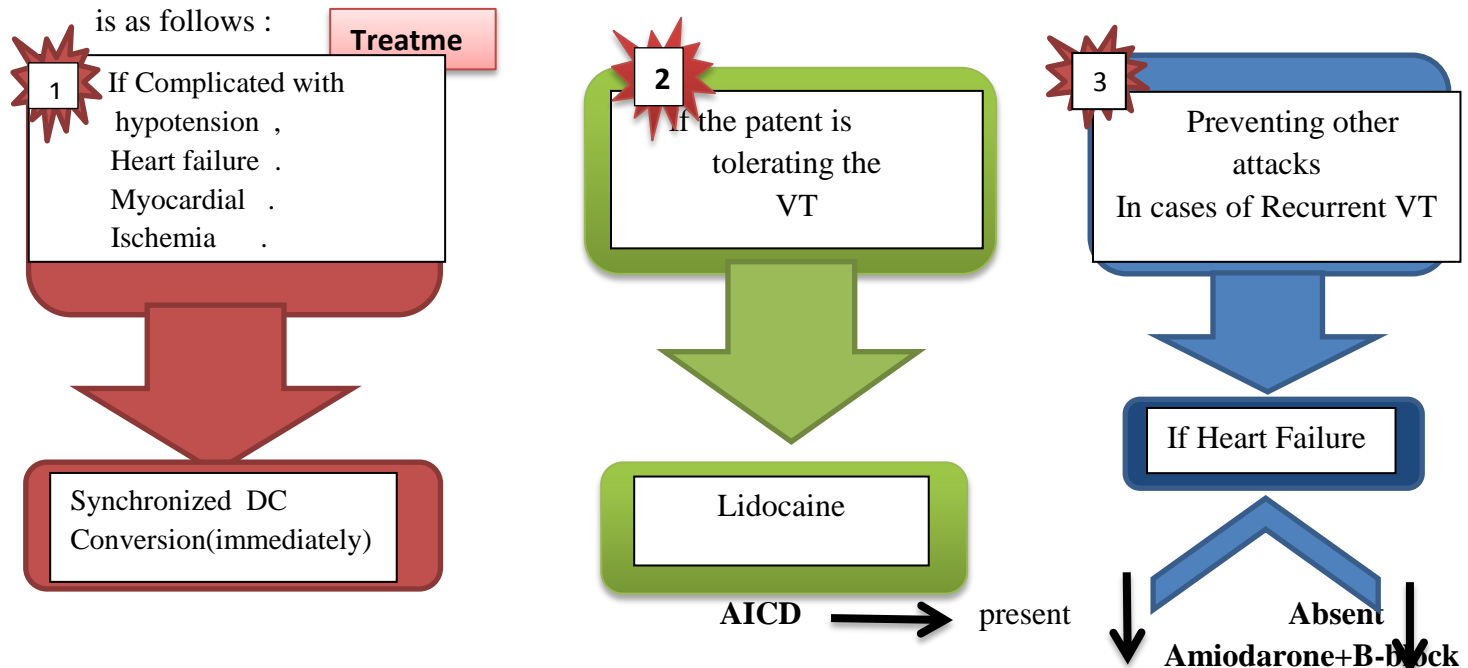 is as follows :
Treatme
1
If Complicated with
hypotension ,
Heart failure .
Myocardial .
Ischemia .
Synchronized DC
Conversion(immediately)
2
If the patent is
tolerating the
VT
Lidocaine
3
Preventing other
attacks
In cases of Recurrent VT
If Heart Failure
AICD
present
Absent
Amiodarone+B-block